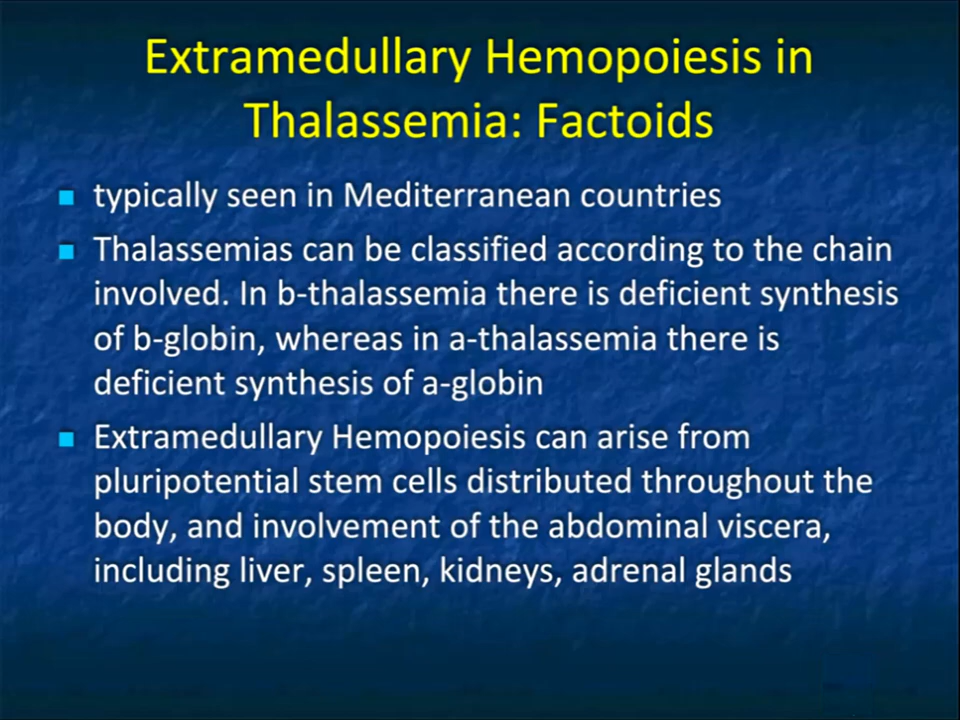 Extramedullary Hemopoiesis in
Thalassemia: Factoids
typically seen in Mediterranean countries
Thalassemias can be classified according to the chain
involved. In b-thalassemia there is deficient synthesis
of b-globin, whereas in a-thalassemia there is
deficient synthesis of a-globin
Extramedullary Hemopoiesis can arise from
pluripotential stem cells distributed throughout the
body, and involvement of the abdominal viscera,
including liver, spleen, kidneys, adrenal glands